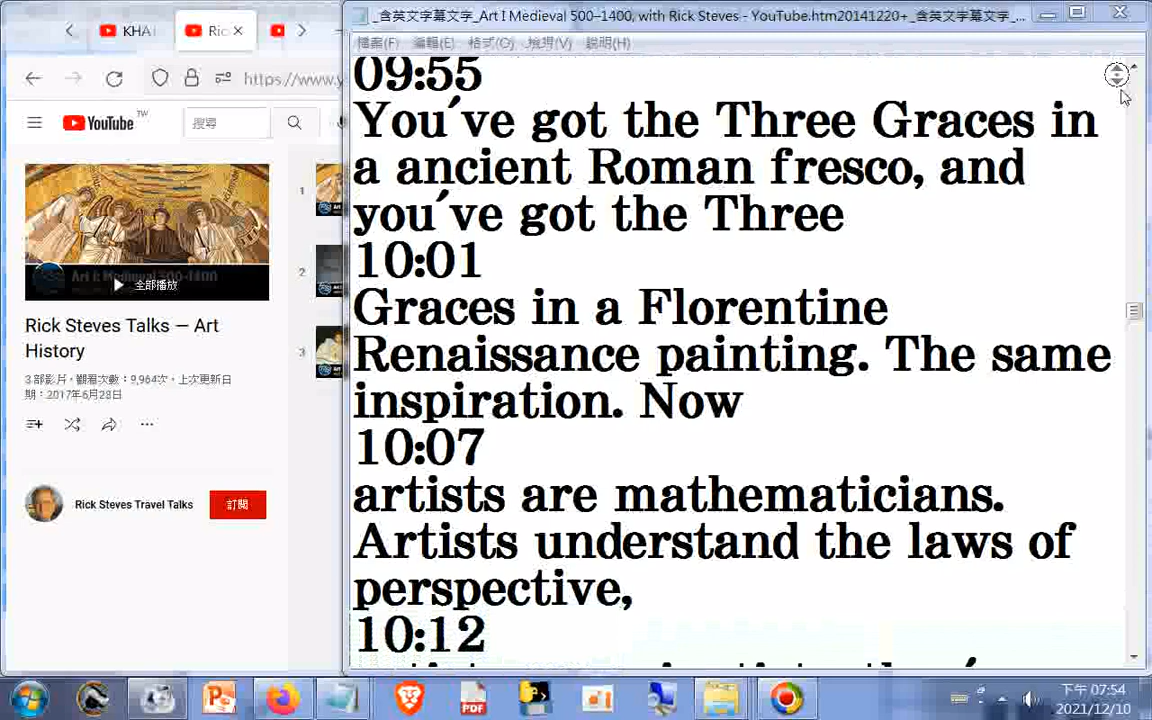 KHA
Ric
https://www.y
YouTube
TW
搜尋
Art I: Medieval 500-1400
全部播放
Rick Steves Talks — Art
History
3 部影片 • 觀看次數：9,964次 • 上次更新日
期：2017年6月28日
Rick Steves Travel Talks
訂閱
1
2
3
_含英文字幕文字_Art I Medieval 500–1400, with Rick Steves - YouTube.htm20141220+_含英文字幕文字_...
檔案(F) 編輯(E) 格式(O) 檢視(V) 說明(H)
09:55
You've got the Three Graces in
a ancient Roman fresco, and
you've got the Three
10:01
Graces in a Florentine
Renaissance painting. The same
inspiration. Now
10:07
artists are mathematicians.
Artists understand the laws of
perspective,
10:12
PDF
下午 07:54
2021/12/10